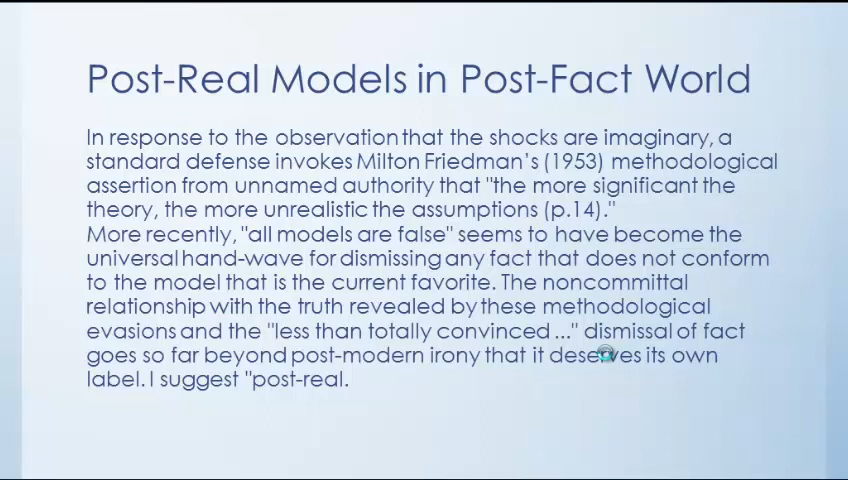 Post-Real Models in Post-Fact World
In response to the observation that the shocks are imaginary, a
standard defense invokes Milton Friedman's (1953) methodological
assertion from unnamed authority that "the more significant the
theory, the more unrealistic the assumptions (p.14)."
More recently, "all models are false" seems to have become the
universal hand-wave for dismissing any fact that does not conform
to the model that is the current favorite. The noncommittal
relationship with the truth revealed by these methodological
evasions and the "less than totally convinced ..." dismissal of fact
goes so far beyond post-modern irony that it deserves its own
label. I suggest "post-real.